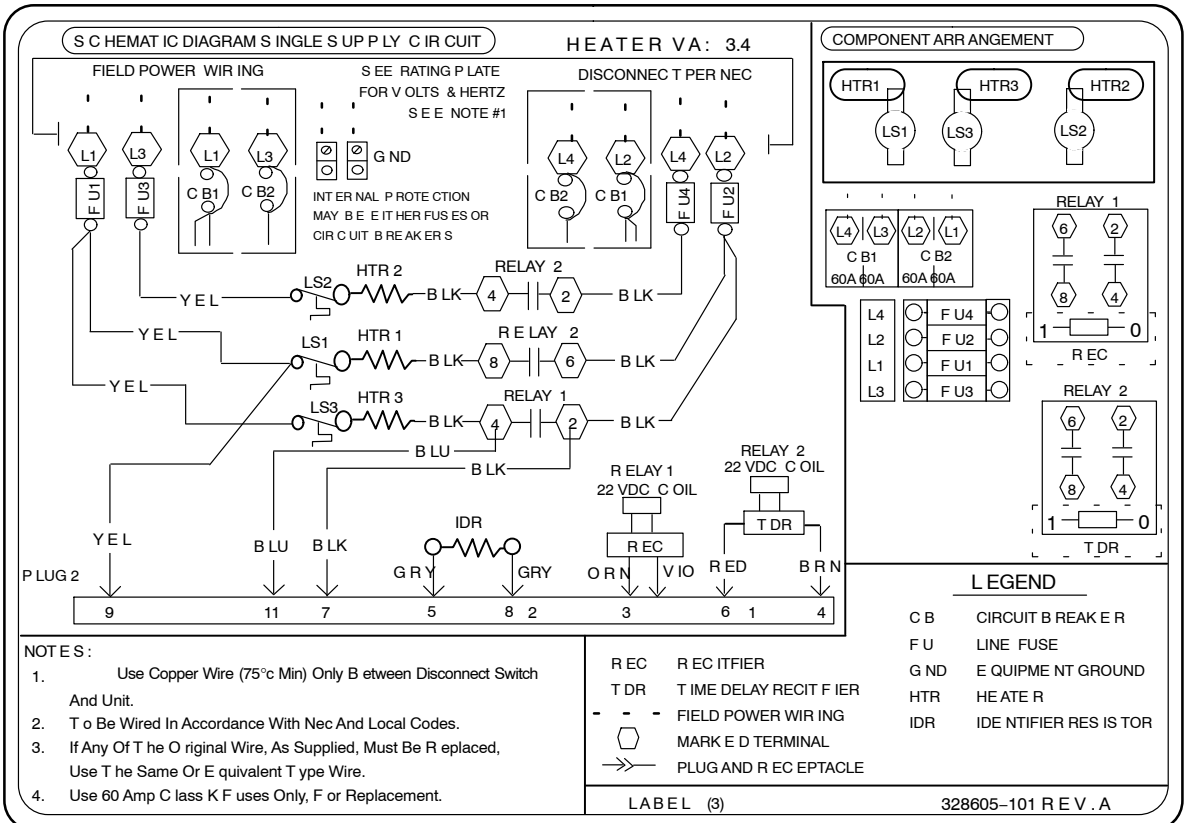 SCHEMATIC DIAGRAM SINGLE SUPPLY CIRCUIT
HEATER VA: 3.4
FIELD POWER WIRING
SEE RATING PLATE
FOR VOLTS & HERTZ
SEE NOTE #1
DISCONNECT PER NEC
L1 L3 L1 L3 GND L4 L2 L4 L2
FU1 FU3 CB1 CB2 CB2 CB1 FU4 FU2
INTERNAL PROTECTION
MAY BE EITHER FUSES OR
CIRCUIT BREAKERS
YEL LS2 HTR 2 BLK 4 RELAY 2 2 BLK
YEL LS1 HTR 1 BLK 8 RELAY 2 6 BLK
YEL LS3 HTR 3 BLK 4 RELAY 1 2 BLK
BLU
BLK
RELAY 1
22 VDC COIL
REC
RELAY 2
22 VDC COIL
TDR
IDR
YEL BLU BLK GRY GRY ORN VIO RED BRN
PLUG 2
9 11 7 5 8 2 3 6 1 4
COMPONENT ARRANGEMENT
HTR1 HTR3 HTR2
LS1 LS3 LS2
L4 L3 L2 L1
CB1 CB2
60A 60A 60A 60A
L4 FU4
L2 FU2
L1 FU1
L3 FU3
RELAY 1
6 2
8 4
1 0
REC
RELAY 2
6 2
8 4
1 0
TDR
LEGEND
CB CIRCUIT BREAKER
FU LINE FUSE
GND EQUIPMENT GROUND
HTR HEATER
IDR IDENTIFIER RESISTOR
REC RECITFIER
TDR TIME DELAY RECITFIER
FIELD POWER WIRING
MARKED TERMINAL
PLUG AND RECEPTACLE
NOTES:
1. Use Copper Wire (75°c Min) Only Between Disconnect Switch
And Unit.
2. To Be Wired In Accordance With Nec And Local Codes.
3. If Any Of The Original Wire, As Supplied, Must Be Replaced,
Use The Same Or Equivalent Type Wire.
4. Use 60 Amp Class K Fuses Only, For Replacement.
LABEL (3)
328605–101 REV. A